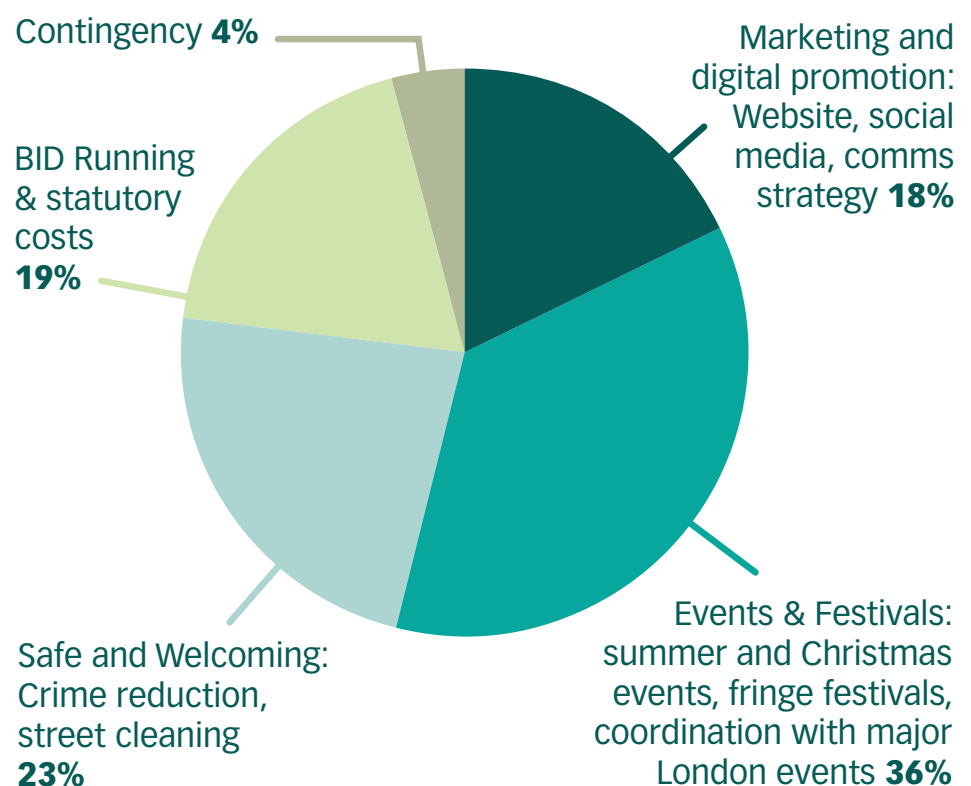 Contingency 4%
Marketing and
digital promotion:
Website, social
media, comms
strategy 18%
BID Running
& statutory
costs
19%
Events & Festivals:
summer and Christmas
events, fringe festivals,
coordination with major
London events 36%
Safe and Welcoming:
Crime reduction,
street cleaning
23%